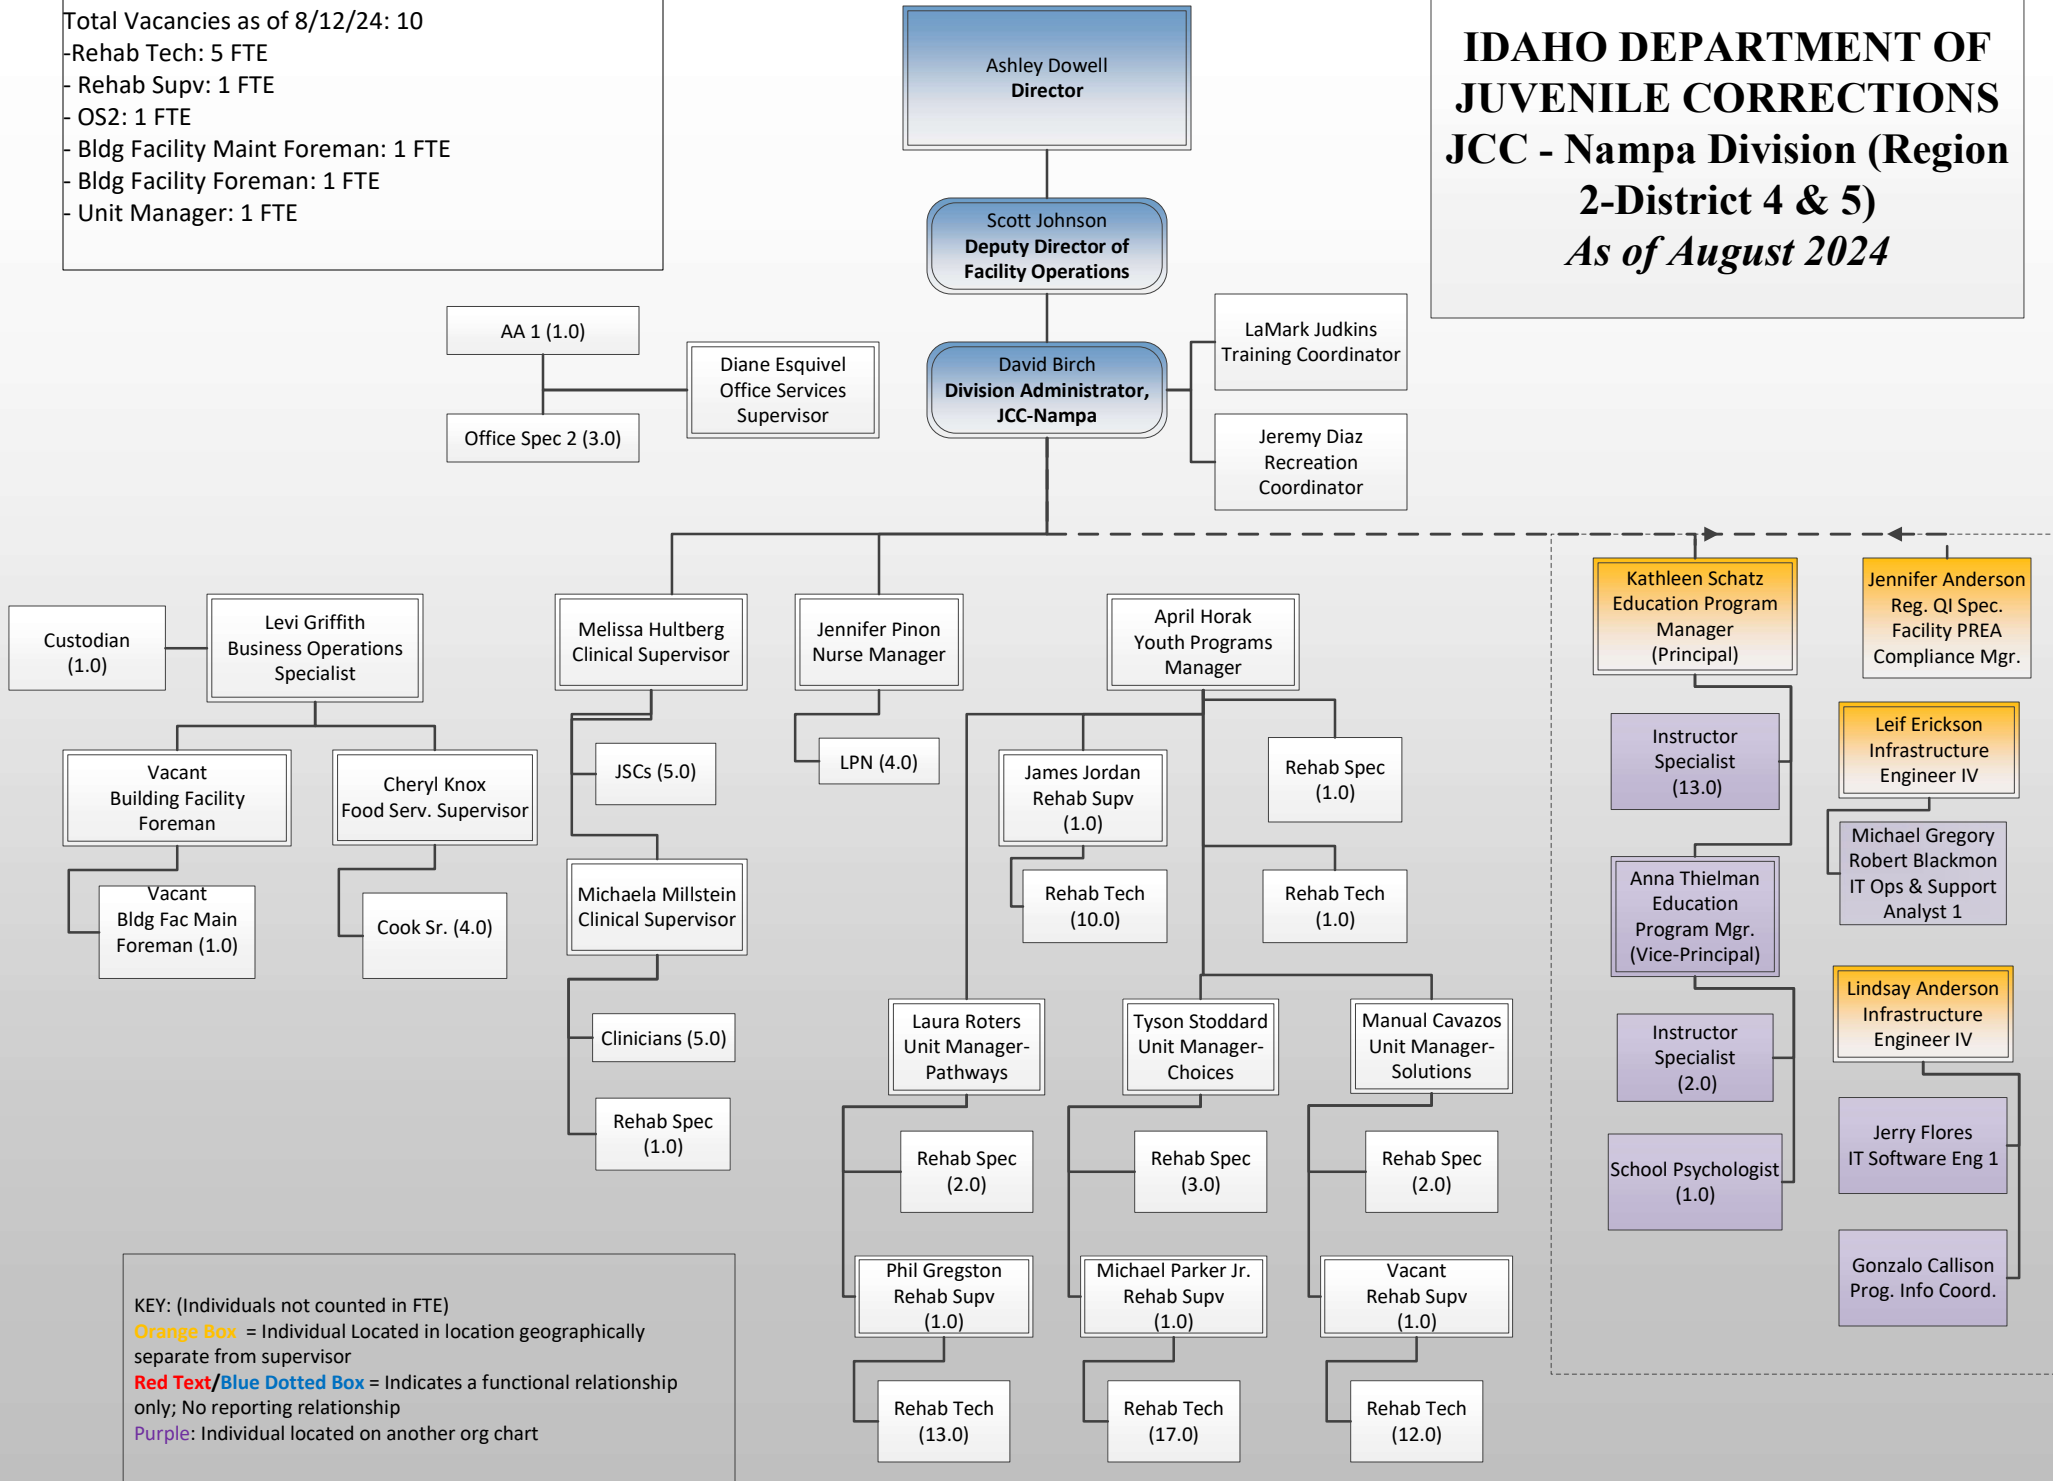 Total Vacancies as of 8/12/24: 10
-Rehab Tech: 5 FTE
- Rehab Supv: 1 FTE
- OS2: 1 FTE
- Bldg Facility Maint Foreman: 1 FTE
- Bldg Facility Foreman: 1 FTE
- Unit Manager: 1 FTE
Ashley Dowell
Director
IDAHO DEPARTMENT OF
JUVENILE CORRECTIONS
JCC - Nampa Division (Region
2-District 4 & 5)
As of August 2024
Scott Johnson
Deputy Director of
Facility Operations
AA 1 (1.0)
Office Spec 2 (3.0)
Diane Esquivel
Office Services
Supervisor
David Birch
Division Administrator,
JCC-Nampa
LaMark Judkins
Training Coordinator
Jeremy Diaz
Recreation
Coordinator
Custodian
(1.0)
Levi Griffith
Business Operations
Specialist
Vacant
Building Facility
Foreman
Vacant
Bldg Fac Main
Foreman (1.0)
Cheryl Knox
Food Serv. Supervisor
Cook Sr. (4.0)
Melissa Hultberg
Clinical Supervisor
JSCs (5.0)
Michaela Millstein
Clinical Supervisor
Clinicians (5.0)
Rehab Spec
(1.0)
Jennifer Pinon
Nurse Manager
LPN (4.0)
April Horak
Youth Programs
Manager
James Jordan
Rehab Supv
(1.0)
Rehab Tech
(10.0)
Rehab Spec
(1.0)
Rehab Tech
(1.0)
Laura Roters
Unit Manager-
Pathways
Rehab Spec
(2.0)
Phil Gregston
Rehab Supv
(1.0)
Rehab Tech
(13.0)
Tyson Stoddard
Unit Manager-
Choices
Rehab Spec
(3.0)
Michael Parker Jr.
Rehab Supv
(1.0)
Rehab Tech
(17.0)
Manual Cavazos
Unit Manager-
Solutions
Rehab Spec
(2.0)
Vacant
Rehab Supv
(1.0)
Rehab Tech
(12.0)
Kathleen Schatz
Education Program
Manager
(Principal)
Instructor
Specialist
(13.0)
Anna Thielman
Education
Program Mgr.
(Vice-Principal)
Instructor
Specialist
(2.0)
School Psychologist
(1.0)
Jennifer Anderson
Reg. QI Spec.
Facility PREA
Compliance Mgr.
Leif Erickson
Infrastructure
Engineer IV
Michael Gregory
Robert Blackmon
IT Ops & Support
Analyst 1
Lindsay Anderson
Infrastructure
Engineer IV
Jerry Flores
IT Software Eng 1
Gonzalo Callison
Prog. Info Coord.
KEY: (Individuals not counted in FTE)
Orange Box = Individual Located in location geographically
separate from supervisor
Red Text/Blue Dotted Box = Indicates a functional relationship
only; No reporting relationship
Purple: Individual located on another org chart